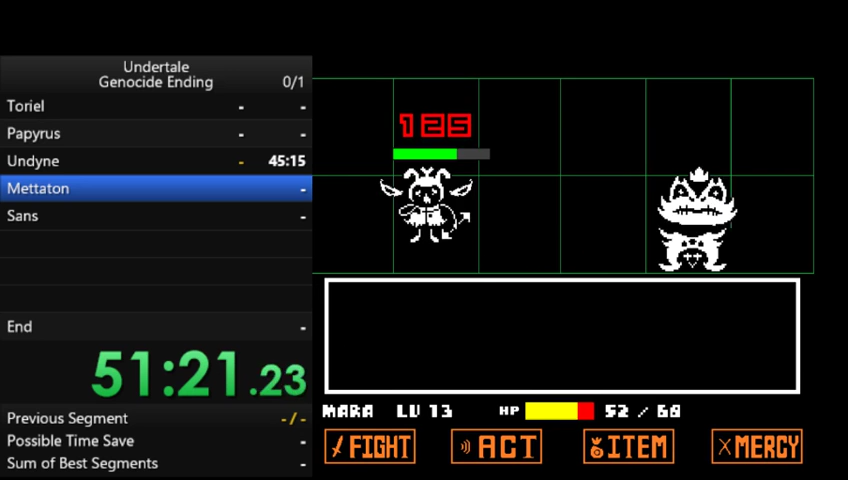 Undertale
Genocide Ending 0/1
Toriel - -
Papyrus - -
Undyne - 45:15
Mettaton -
Sans -
End -
51:21.23
Previous Segment -/-
Possible Time Save -
Sum of Best Segments -
125
MARA LV 13 HP 52 / 68
FIGHT ACT ITEM MERCY